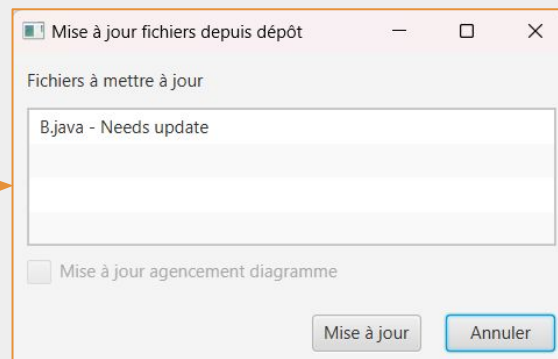 Mise à jour fichiers depuis dépôt
Fichiers à mettre à jour
B.java - Needs update
Mise à jour agencement diagramme
Mise à jour Annuler